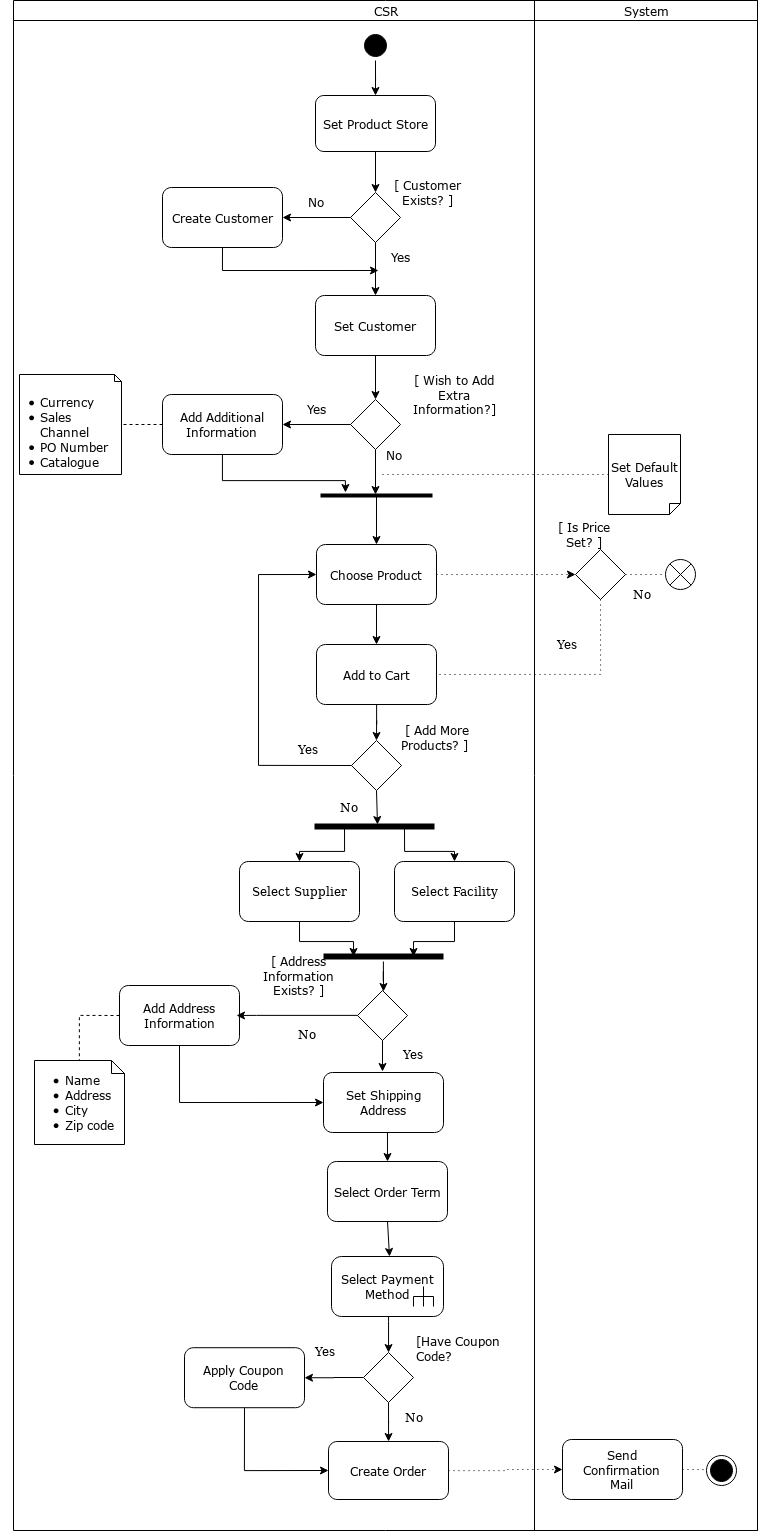 CSR
System
Set Product Store
[ Customer
Exists? ]
No
Create Customer
Yes
Set Customer
[ Wish to Add
Extra
Information?]
Yes
Add Additional
Information
• Currency
• Sales
Channel
• PO Number
• Catalogue
No
Set Default
Values
[ Is Price
Set? ]
Choose Product
No
Yes
Add to Cart
[ Add More
Products? ]
Yes
No
Select Supplier
Select Facility
[ Address
Information
Exists? ]
Add Address
Information
No
Yes
• Name
• Address
• City
• Zip code
Set Shipping
Address
Select Order Term
Select Payment
Method
[Have Coupon
Code?
Yes
Apply Coupon
Code
No
Create Order
Send
Confirmation
Mail